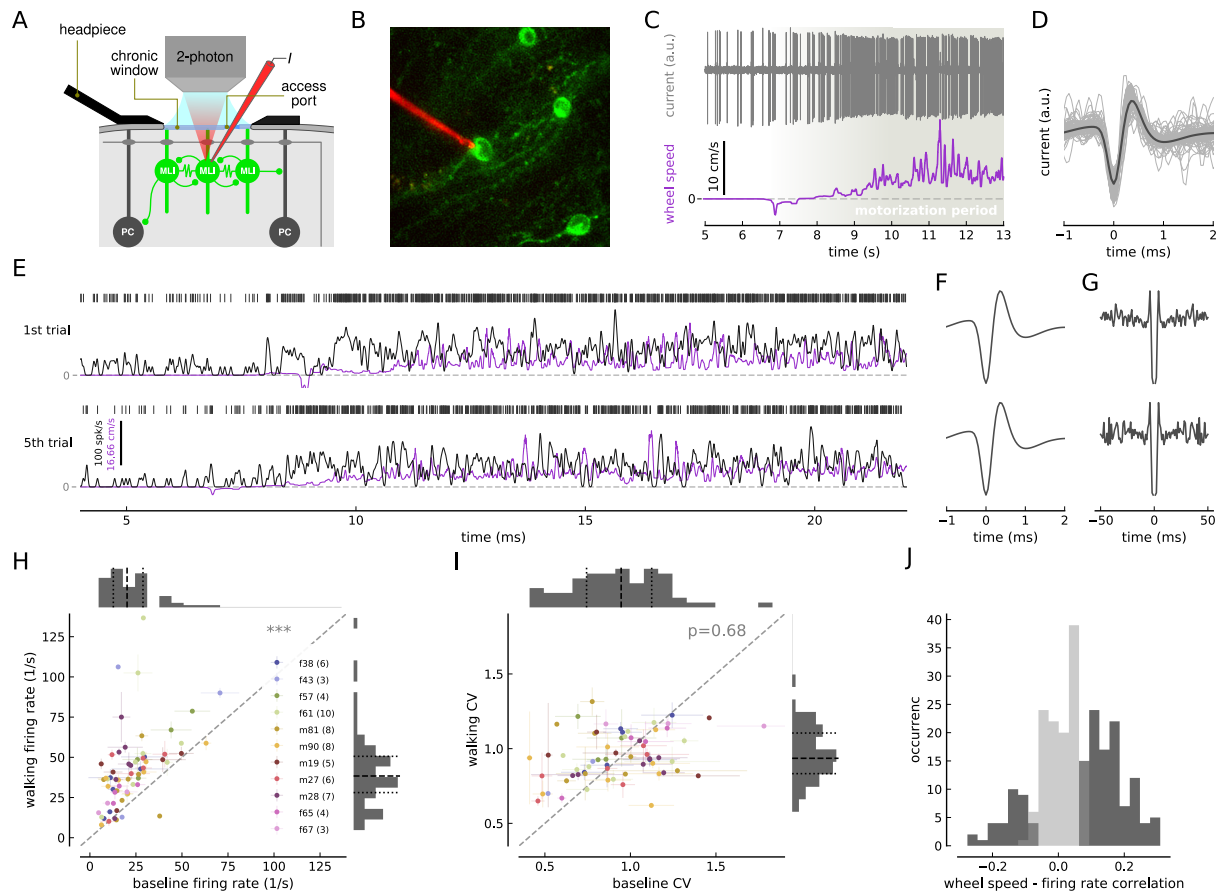 A
headpiece
chronic
window
2-photon
I
access
port
MLI
MLI
MLI
PC
PC
B
C
current (a.u.)
wheel speed
10 cm/s
0
motorization period
5 6 7 8 9 10 11 12 13
time (s)
D
current (a.u.)
−1 0 1 2
time (ms)
E
1st trial
0
5th trial
100 spk/s
16.66 cm/s
0
5 10 15 20
time (ms)
F
−1 0 1 2
time (ms)
G
−50 0 50
time (ms)
H
walking firing rate (1/s)
125
100
75
50
25
0
***
f38 (6)
f43 (3)
f57 (4)
f61 (10)
m81 (8)
m90 (8)
m19 (5)
m27 (6)
m28 (7)
f65 (4)
f67 (3)
0 25 50 75 100 125
baseline firing rate (1/s)
I
p=0.68
walking CV
1.5
1.0
0.5
0.5 1.0 1.5
baseline CV
J
occurrenc
40
35
30
25
20
15
10
5
0
−0.2 0.0 0.2
wheel speed - firing rate correlation